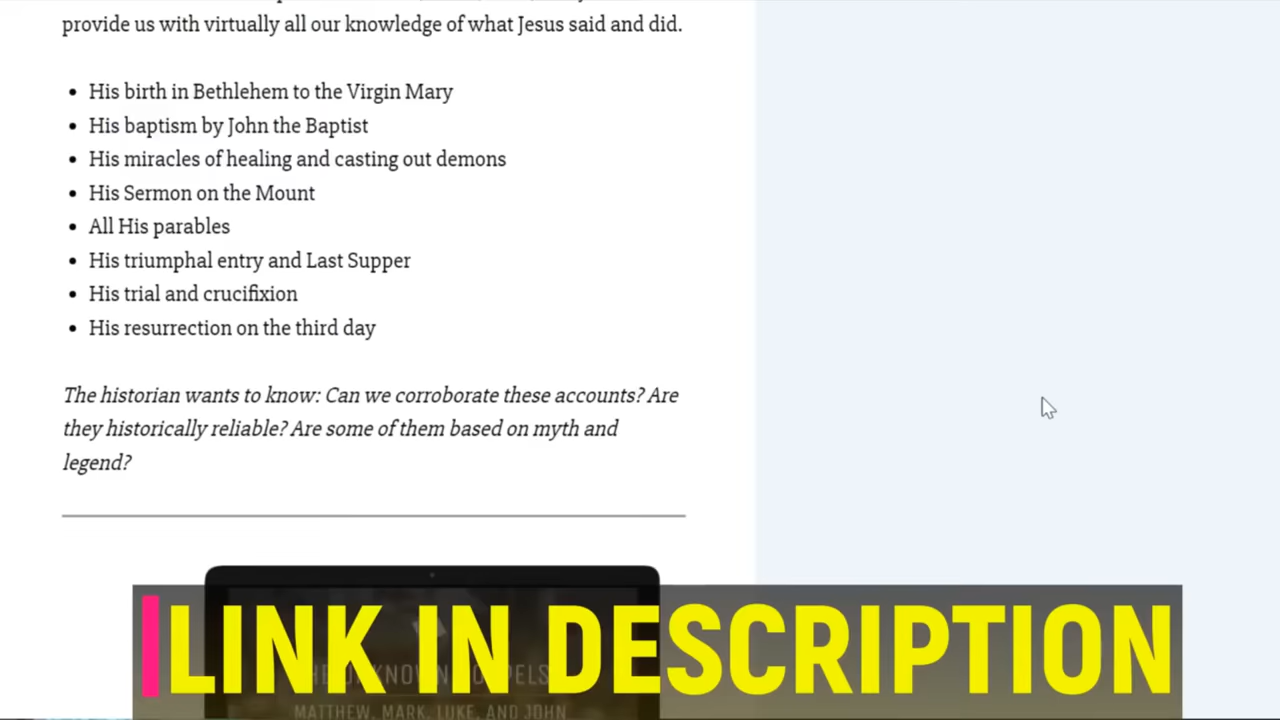 provide us with virtually all our knowledge of what Jesus said and did.
• His birth in Bethlehem to the Virgin Mary
• His baptism by John the Baptist
• His miracles of healing and casting out demons
• His Sermon on the Mount
• All His parables
• His triumphal entry and Last Supper
• His trial and crucifixion
• His resurrection on the third day
The historian wants to know: Can we corroborate these accounts? Are
they historically reliable? Are some of them based on myth and
legend?
LINK IN DESCRIPTION
MATTHEW, MARK, LUKE, AND JOHN